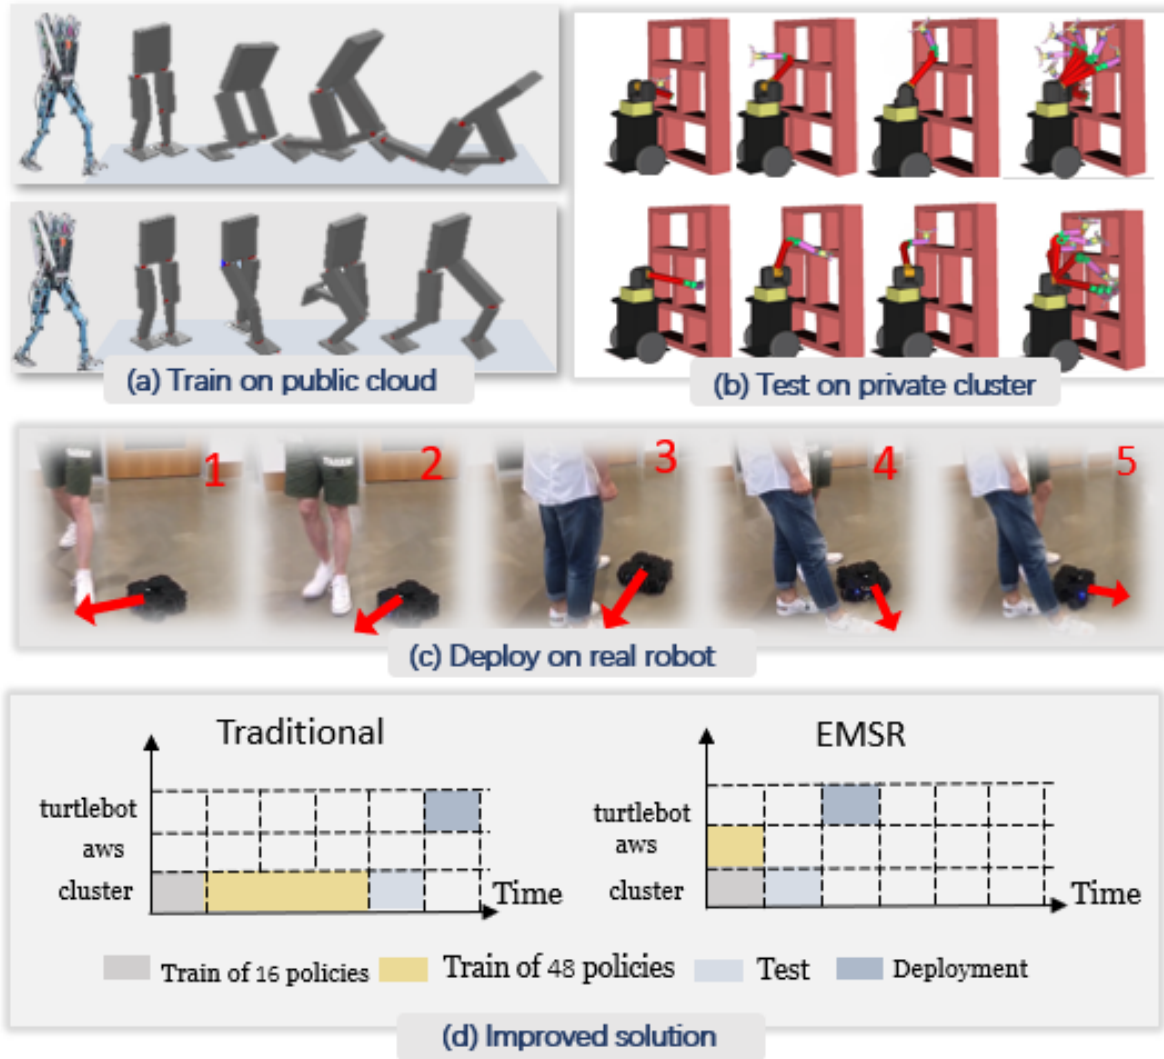 (a) Train on public cloud
(b) Test on private cluster
1 2 3 4 5
(c) Deploy on real robot
Traditional
turtlebot
aws
cluster
Time
EMSR
turtlebot
aws
cluster
Time
Train of 16 policies
Train of 48 policies
Test
Deployment
(d) Improved solution